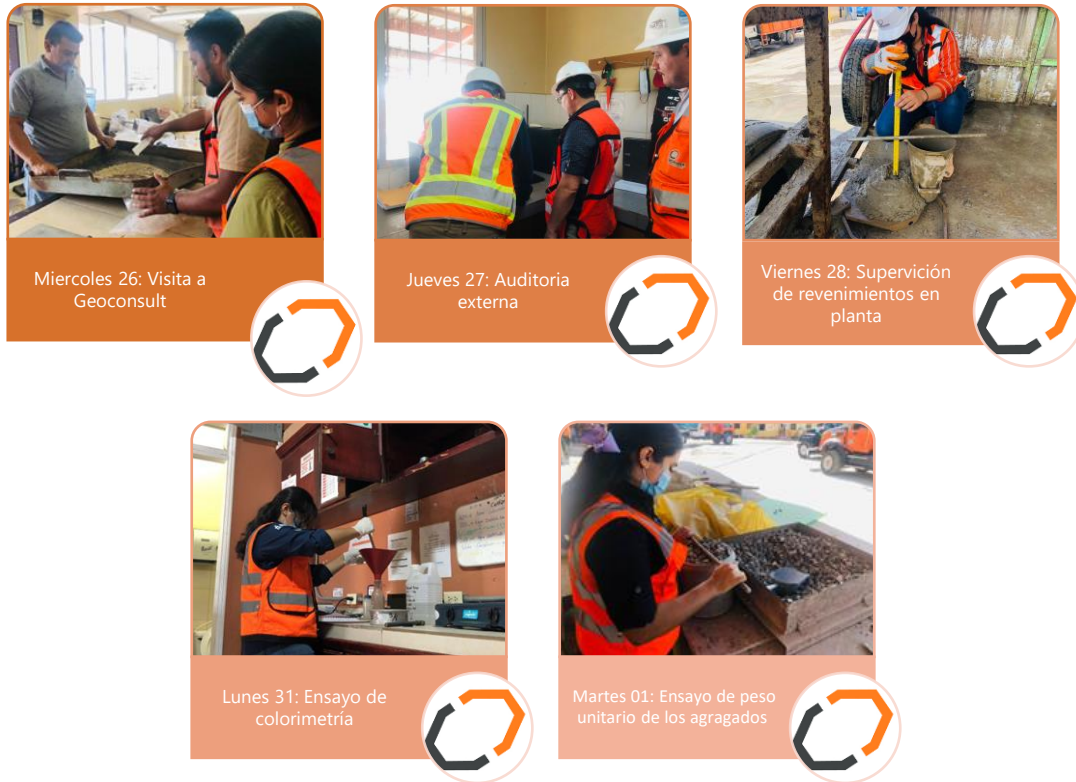 Miercoles 26: Visita a
Geoconsult
Jueves 27: Auditoria
externa
Viernes 28: Supervición
de revenimientos en
planta
Lunes 31: Ensayo de
colorimetría
Martes 01: Ensayo de peso
unitario de los agragados